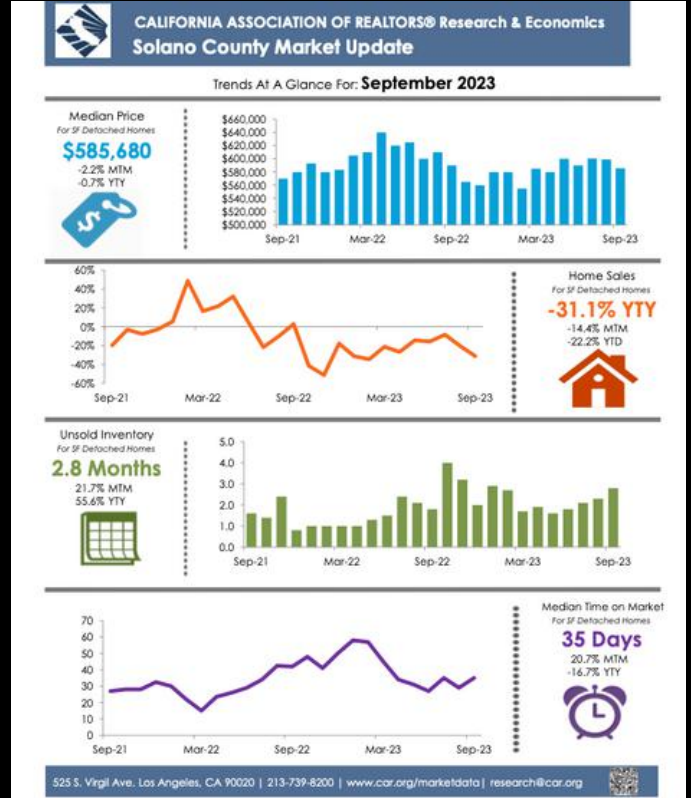 CALIFORNIA ASSOCIATION OF REALTORS® Research & Economics
Solano County Market Update
Trends At A Glance For: September 2023
Median Price
For SF Detached Homes
$585,680
-2.2% MTM
-0.7% YTY
$
$660,000
$640,000
$620,000
$600,000
$580,000
$560,000
$540,000
$520,000
$500,000
Sep-21 Mar-22 Sep-22 Mar-23 Sep-23
60%
40%
20%
0%
-20%
-40%
-60%
Sep-21 Mar-22 Sep-22 Mar-23 Sep-23
Home Sales
For SF Detached Homes
-31.1% YTY
-14.4% MTM
-22.2% YTD
Unsold Inventory
For SF Detached Homes
2.8 Months
21.7% MTM
55.6% YTY
5.0
4.0
3.0
2.0
1.0
0.0
Sep-21 Mar-22 Sep-22 Mar-23 Sep-23
70
60
50
40
30
20
10
0
Sep-21 Mar-22 Sep-22 Mar-23 Sep-23
Median Time on Market
For SF Detached Homes
35 Days
20.7% MTM
-16.7% YTY
525 S. Virgil Ave. Los Angeles, CA 90020 | 213-739-8200 | www.car.org/marketdata| research@car.org